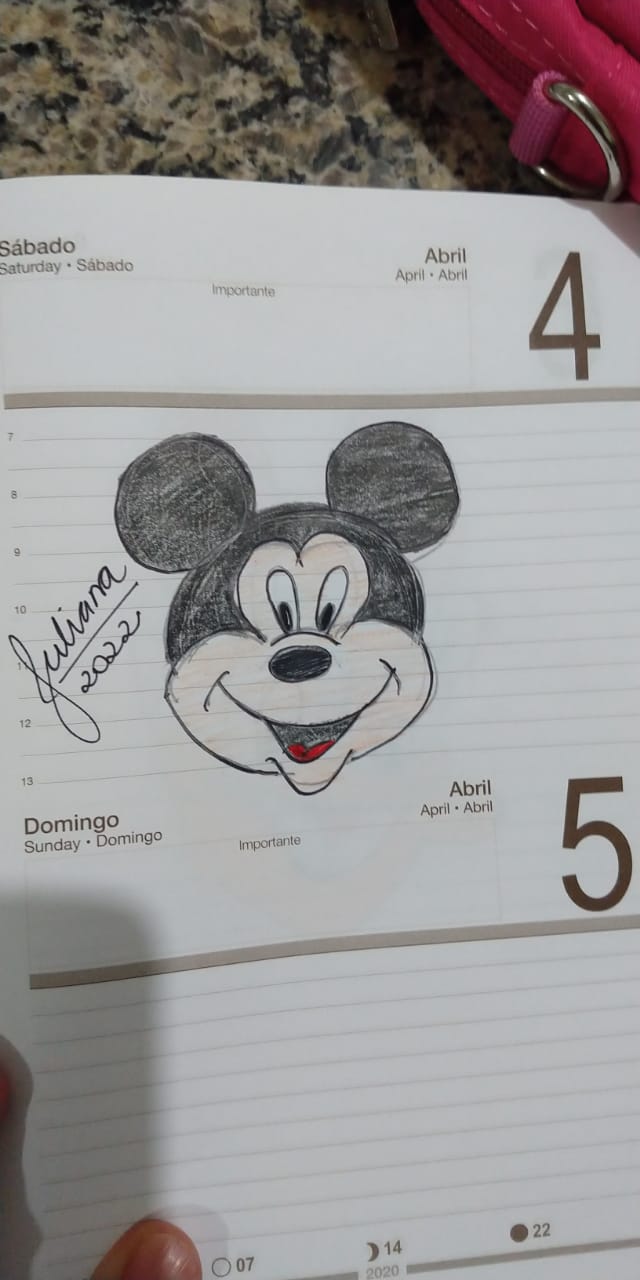 Sábado
Saturday • Sábado
Abril
April • Abril
4
Importante
7
8
9
10
11
12
13
Juliana
2022
Domingo
Sunday • Domingo
Abril
April • Abril
5
Importante
07
14
22
2020